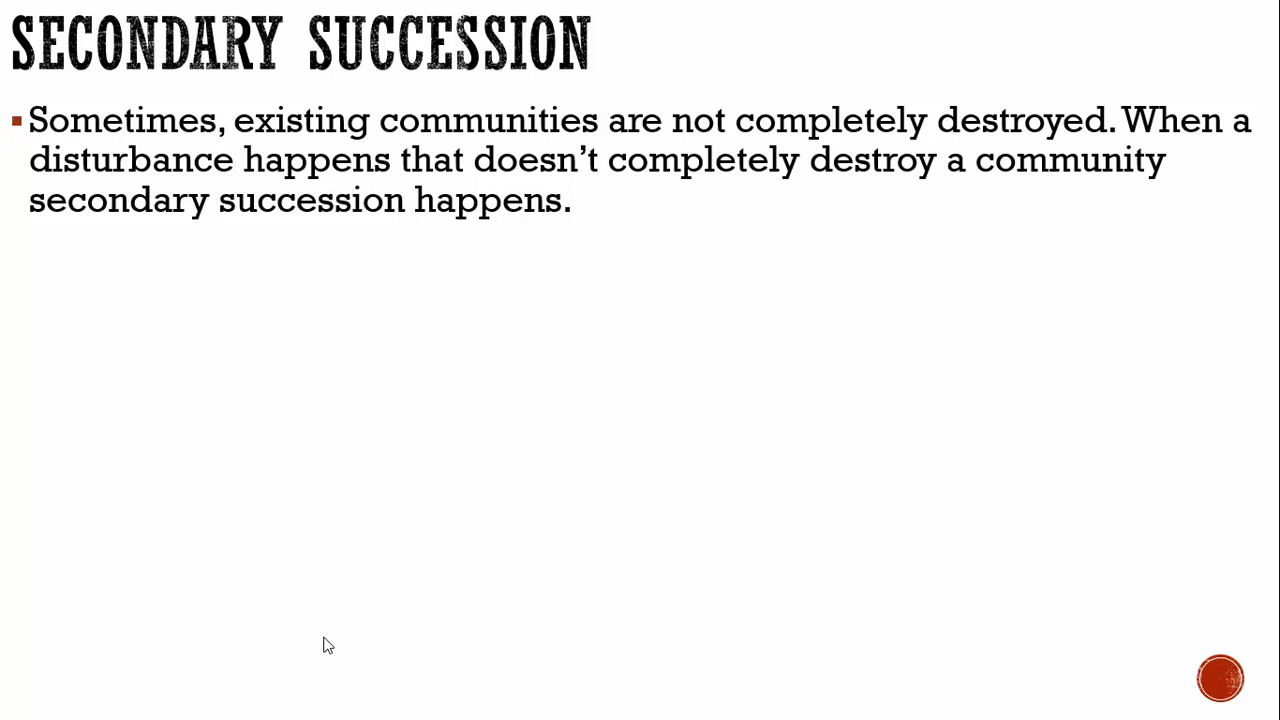 SECONDARY SUCCESSION
Sometimes, existing communities are not completely destroyed. When a
disturbance happens that doesn’t completely destroy a community
secondary succession happens.